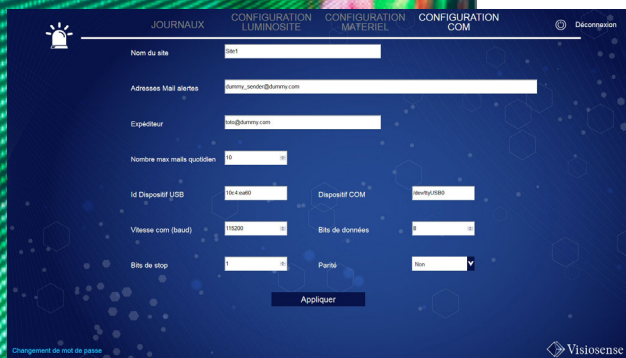 JOURNAUX
CONFIGURATION LUMINOSITE
CONFIGURATION MATERIEL
CONFIGURATION COM
Déconnexion
Nom du site
Site1
Adresses Mail alertes
dummy_sender@dummy.com
Expéditeur
toto@dummy.com
Nombre max mails quotidien
10
Id Dispositif USB
10c4:ea60
Dispositif COM
/dev/ttyUSB0
Vitesse com (baud)
115200
Bits de données
8
Bits de stop
1
Parité
Non
Appliquer
Changement de mot de passe
Visiosense